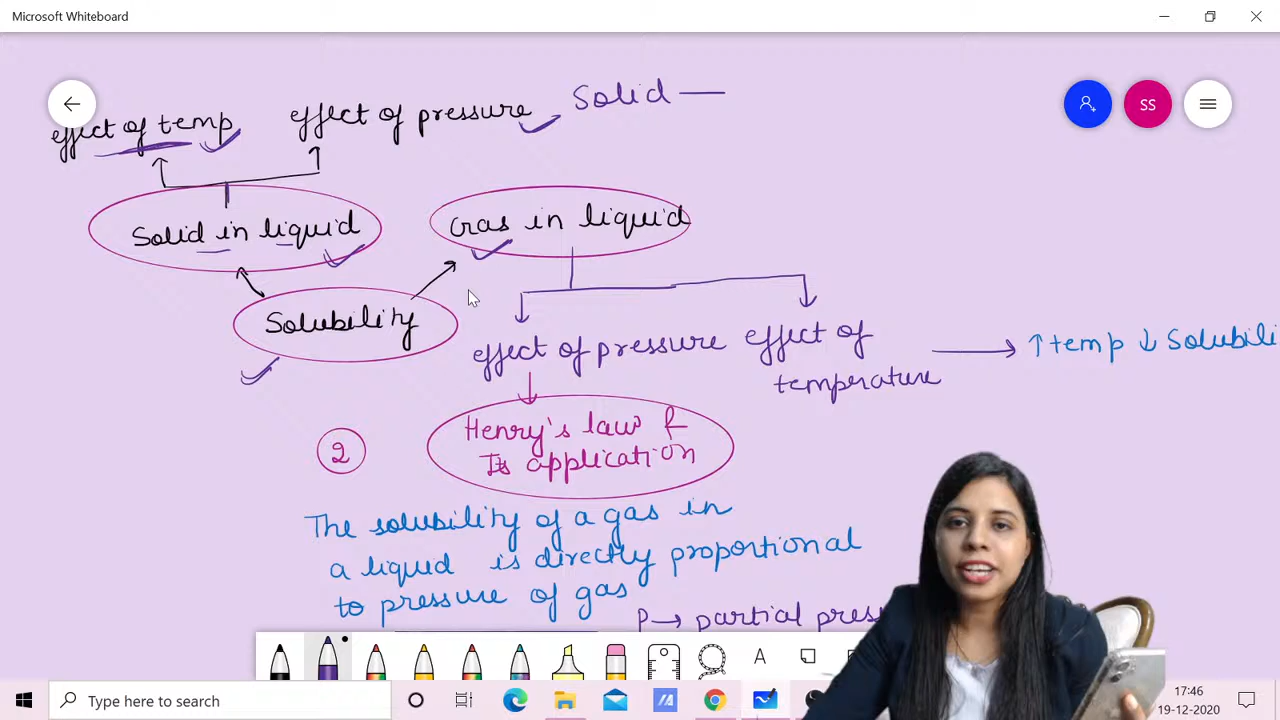 Microsoft Whiteboard
effect of temp
effect of pressure
Solid —
SS
Solid in liquid
Gas in liquid
Solubility
effect of pressure
effect of temperature
↑ temp ↓ Solubili
2
Henry's law &
Its application
The solubility of a gas in
a liquid is directly proportional
to pressure of gas
P → partial press
A
Type here to search
17:46
19-12-2020